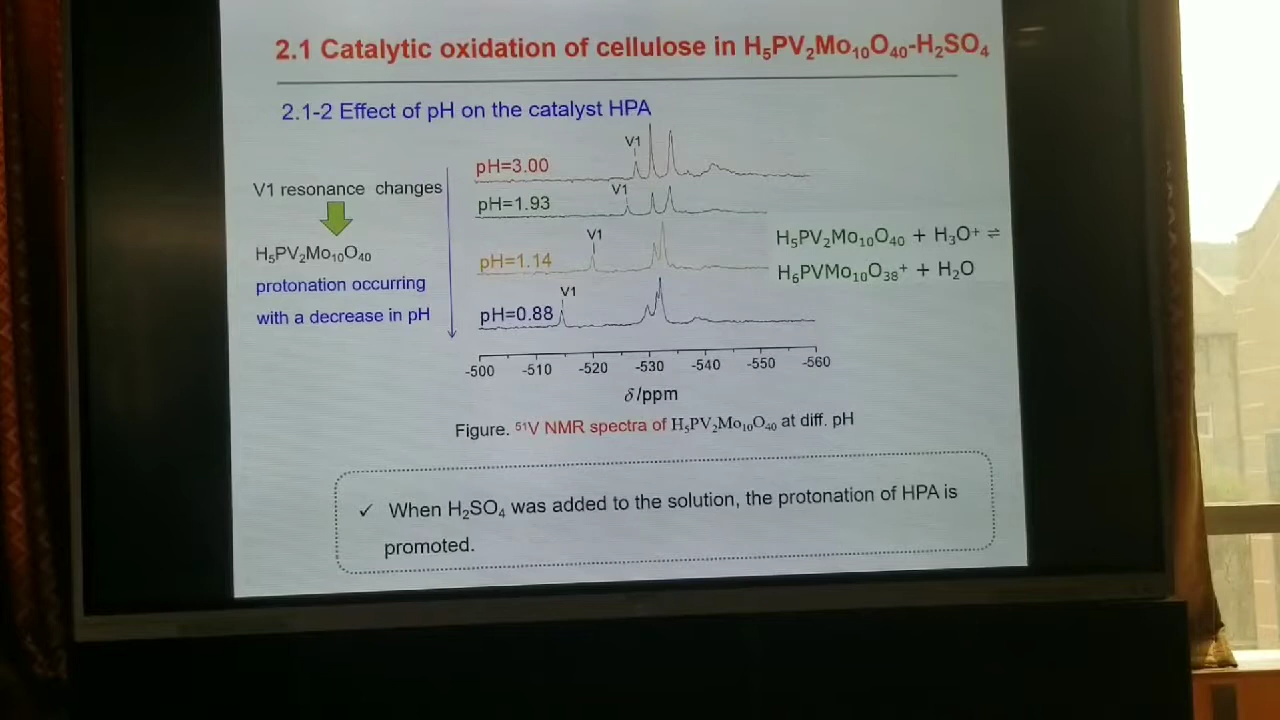 2.1 Catalytic oxidation of cellulose in H₅PV₂Mo₁₀O₄₀-H₂SO₄
2.1-2 Effect of pH on the catalyst HPA
V1 resonance changes
H₅PV₂Mo₁₀O₄₀
protonation occurring
with a decrease in pH
V1
pH=3.00
V1
pH=1.93
V1
pH=1.14
V1
pH=0.88
-500 -510 -520 -530 -540 -550 -560
δ/ppm
H₅PV₂Mo₁₀O₄₀ + H₃O⁺ ⇌
H₆PVMo₁₀O₃₈⁺ + H₂O
Figure. ⁵¹V NMR spectra of H₅PV₂Mo₁₀O₄₀ at diff. pH
✓ When H₂SO₄ was added to the solution, the protonation of HPA is
promoted.